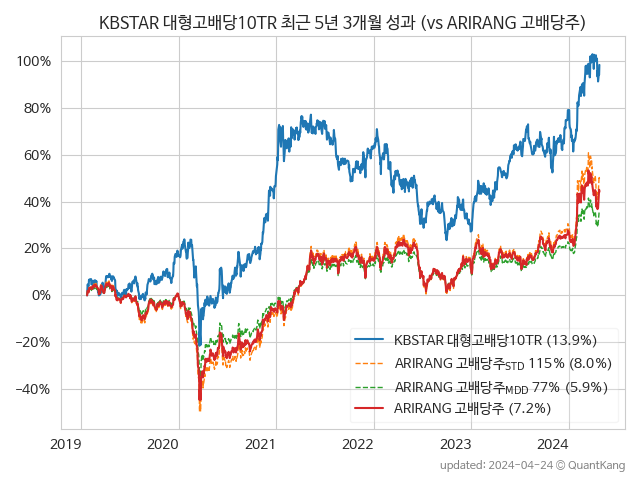 KBSTAR 대형고배당10TR 최근 5년 3개월 성과 (vs ARIRANG 고배당주)
100%
80%
60%
40%
20%
0%
−20%
−40%
KBSTAR 대형고배당10TR (13.9%)
ARIRANG 고배당주STD 115% (8.0%)
ARIRANG 고배당주MDD 77% (5.9%)
ARIRANG 고배당주 (7.2%)
2019 2020 2021 2022 2023 2024
updated: 2024-04-24 © QuantKang